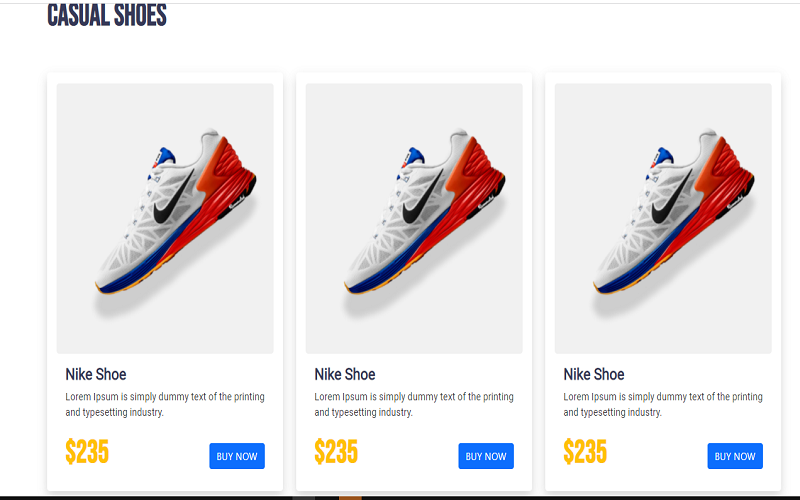 CASUAL SHOES
Nike Shoe
Lorem Ipsum is simply dummy text of the printing
and typesetting industry.
$235
BUY NOW
Nike Shoe
Lorem Ipsum is simply dummy text of the printing
and typesetting industry.
$235
BUY NOW
Nike Shoe
Lorem Ipsum is simply dummy text of the printing
and typesetting industry.
$235
BUY NOW